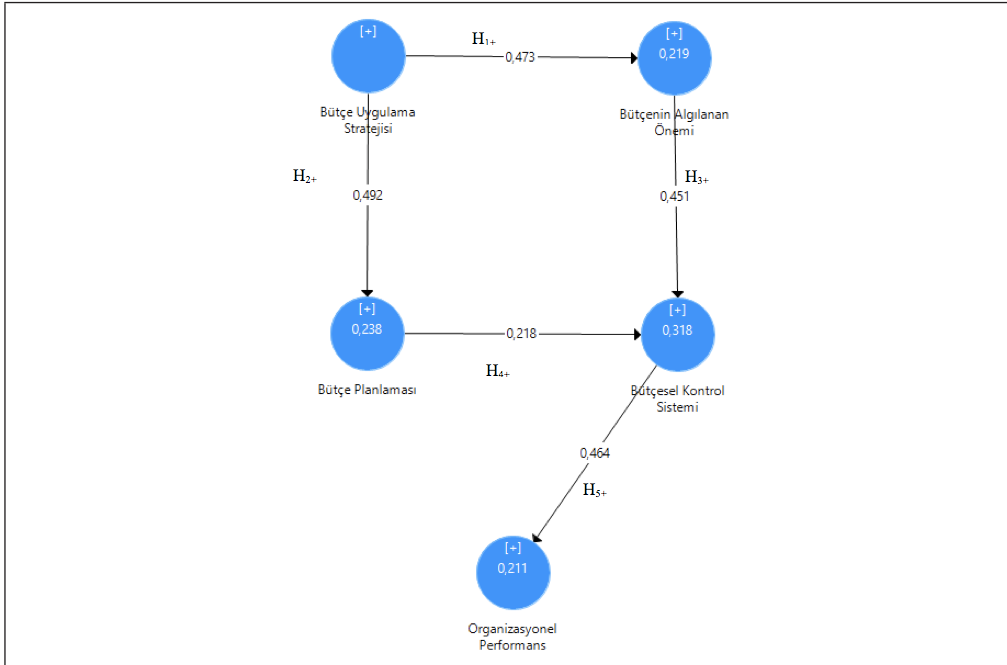 [+]
H1+
0,473
[+]
0,219
Bütçe Uygulama
Stratejisi
Bütçenin Algılanan
Önemi
H2+
0,492
H3+
0,451
[+]
0,238
Bütçe Planlaması
0,218
H4+
[+]
0,318
Bütçesel Kontrol
Sistemi
0,464
H5+
[+]
0,211
Organizasyonel
Performans